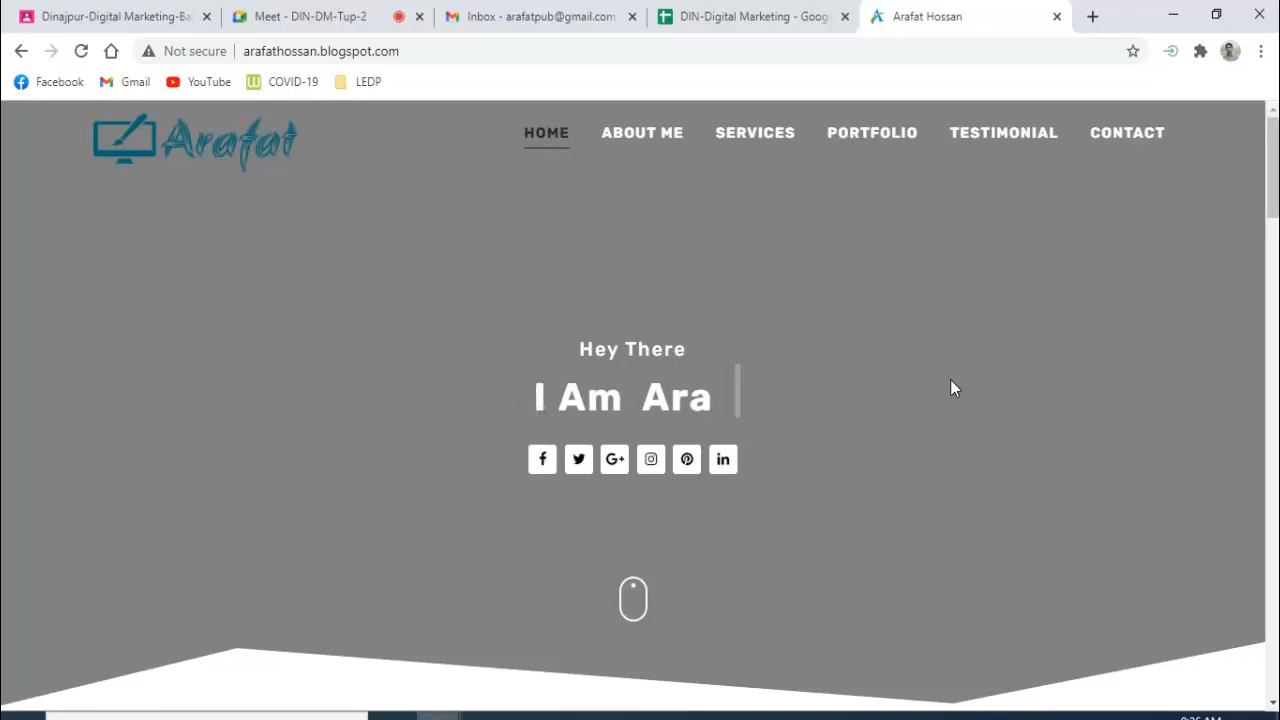 Dinajpur-Digital Marketing-Ba
Meet - DIN-DM-Tup-2
Inbox - arafatpub@gmail.com
DIN-Digital Marketing - Goog
Arafat Hossan
Not secure
arafathossan.blogspot.com
Facebook
Gmail
YouTube
COVID-19
LEDP
Arafat
HOME
ABOUT ME
SERVICES
PORTFOLIO
TESTIMONIAL
CONTACT
Hey There
I Am Ara